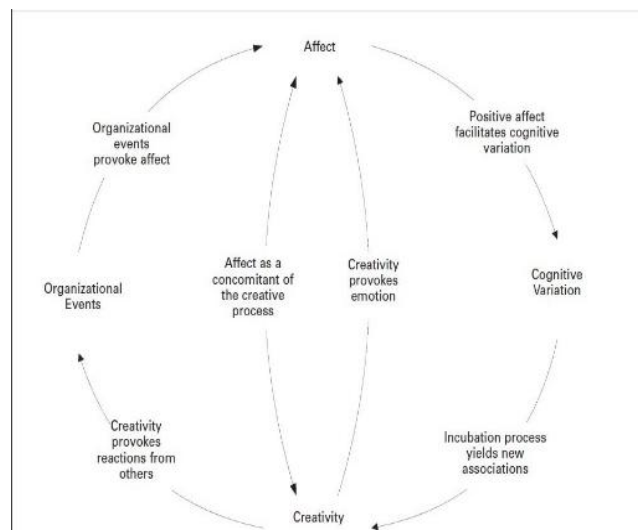 Affect
Organizational
events
provoke affect
Positive affect
facilitates cognitive
variation
Organizational
Events
Affect as a
concomitant of
the creative
process
Creativity
provokes
emotion
Cognitive
Variation
Creativity
provokes
reactions from
others
Incubation process
yields new
associations
Creativity